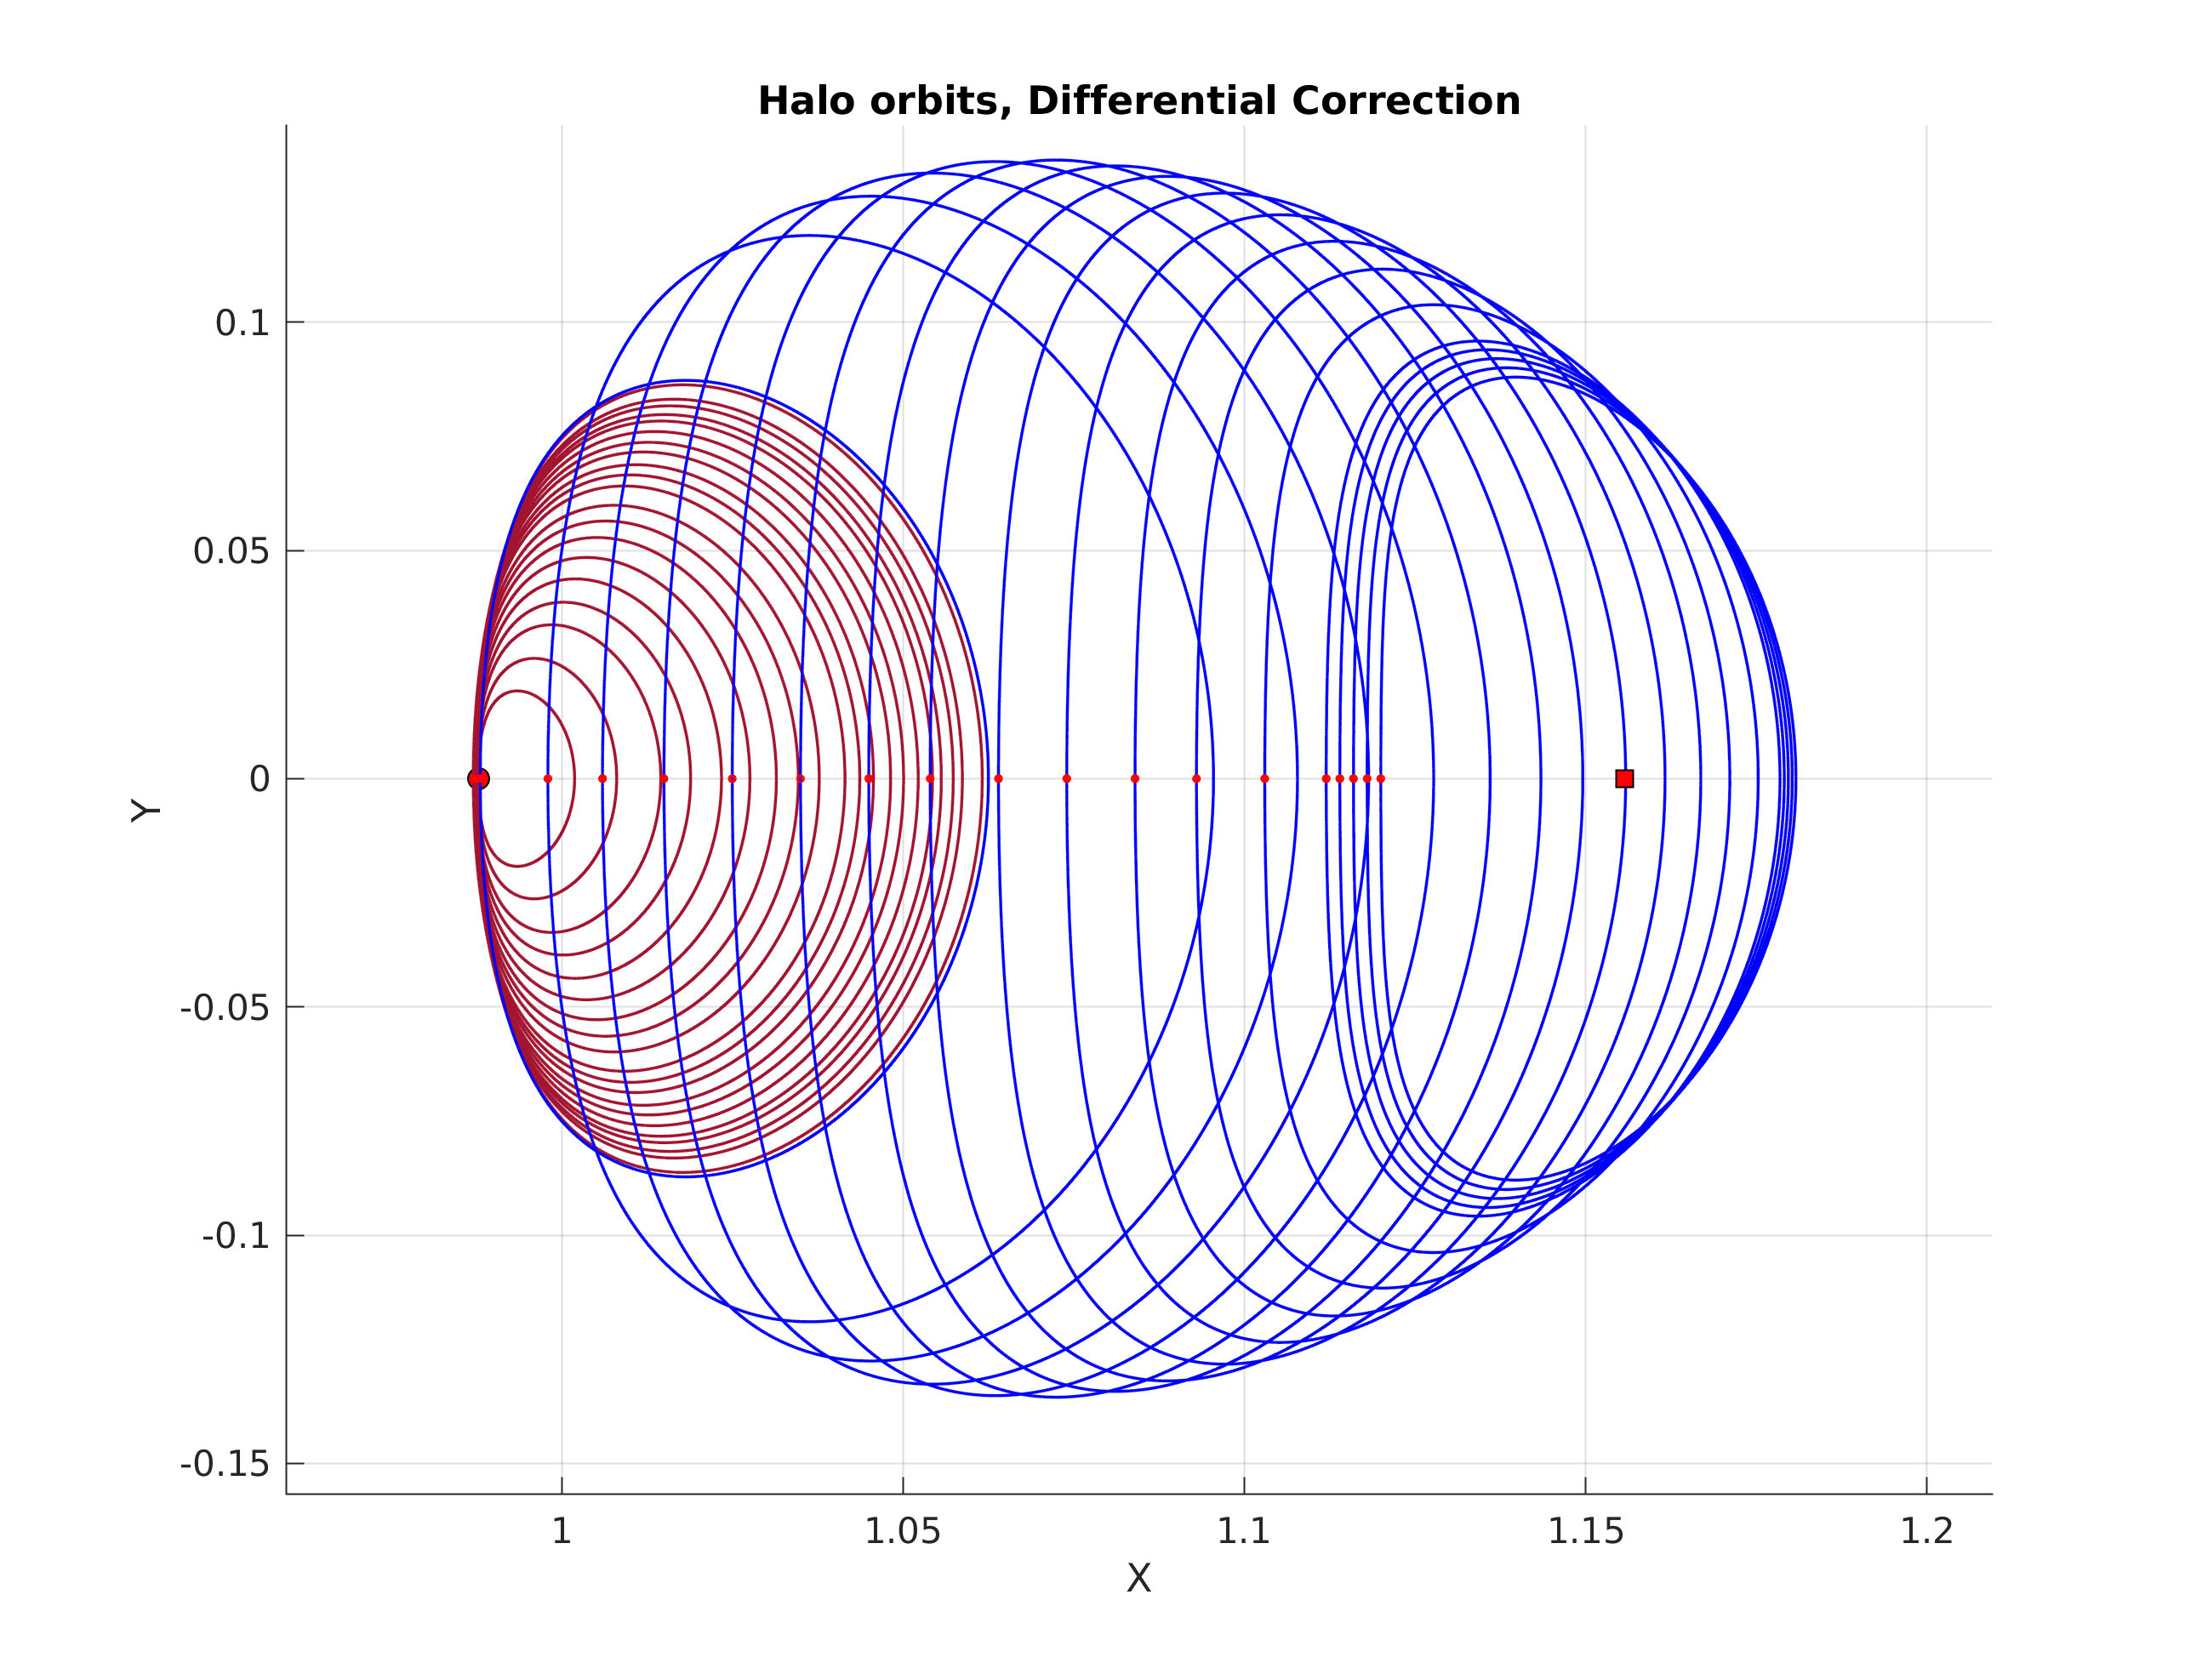 Halo orbits, Differential Correction
0.1
0.05
0
-0.05
-0.1
-0.15
Y
1 1.05 1.1 1.15 1.2
X